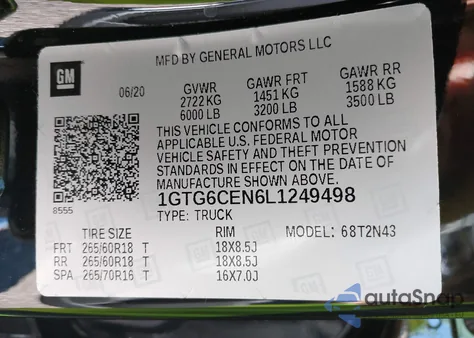 MFD BY GENERAL MOTORS LLC
GM
06/20
GVWR GAWR FRT GAWR RR
2722 KG 1451 KG 1588 KG
6000 LB 3200 LB 3500 LB
THIS VEHICLE CONFORMS TO ALL
APPLICABLE U.S. FEDERAL MOTOR
VEHICLE SAFETY AND THEFT PREVENTION
STANDARDS IN EFFECT ON THE DATE OF
MANUFACTURE SHOWN ABOVE.
8555
1GTG6CEN6L1249498
TYPE: TRUCK
TIRE SIZE RIM MODEL: 68T2N43
FRT 265/60R18 T 18X8.5J
RR 265/60R18 T 18X8.5J
SPA 265/70R16 T 16X7.0J
autoSnap